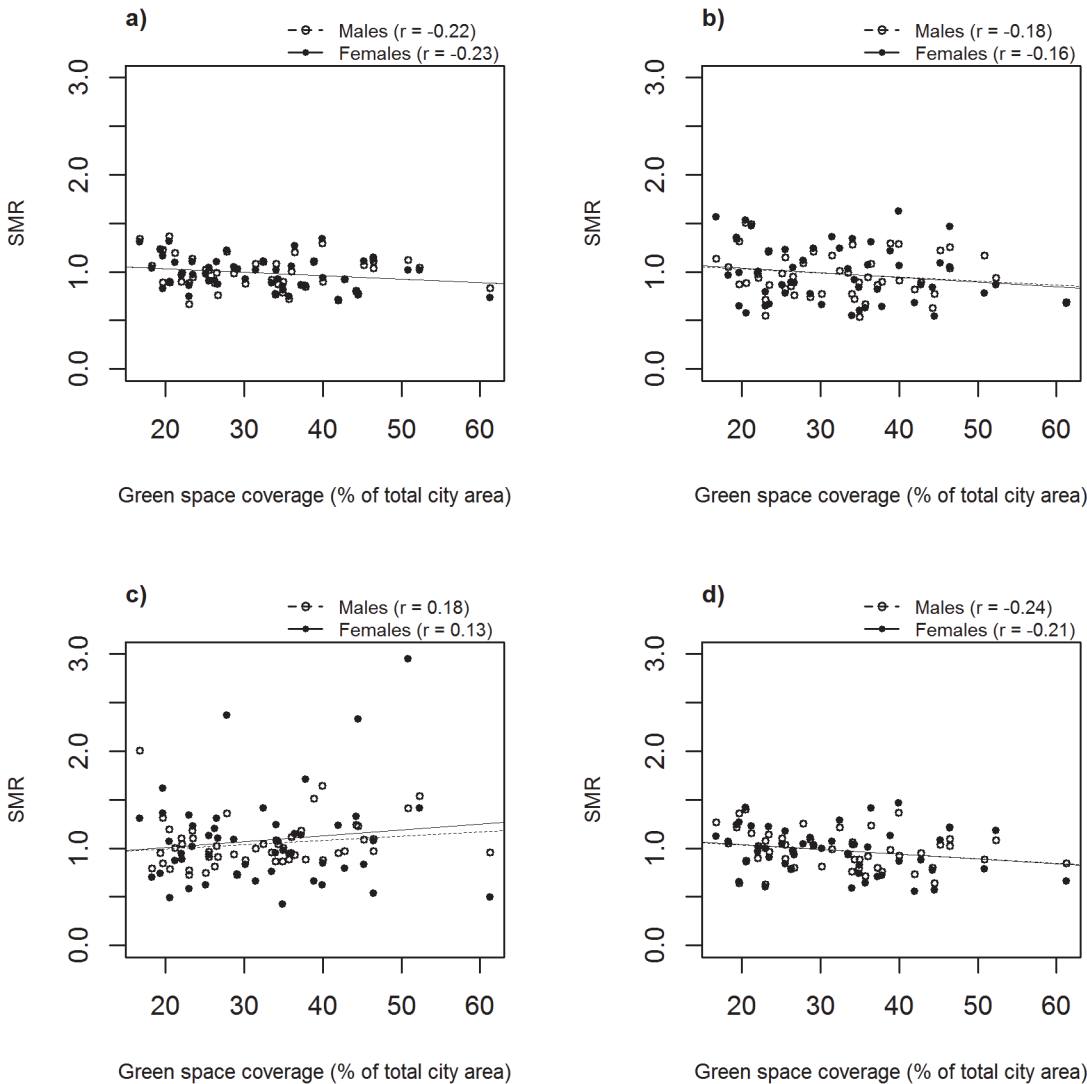 a)
Males (r = -0.22)
Females (r = -0.23)
SMR
3.0
2.0
1.0
0.0
20 30 40 50 60
Green space coverage (% of total city area)
b)
Males (r = -0.18)
Females (r = -0.16)
SMR
3.0
2.0
1.0
0.0
20 30 40 50 60
Green space coverage (% of total city area)
c)
Males (r = 0.18)
Females (r = 0.13)
SMR
3.0
2.0
1.0
0.0
20 30 40 50 60
Green space coverage (% of total city area)
d)
Males (r = -0.24)
Females (r = -0.21)
SMR
3.0
2.0
1.0
0.0
20 30 40 50 60
Green space coverage (% of total city area)